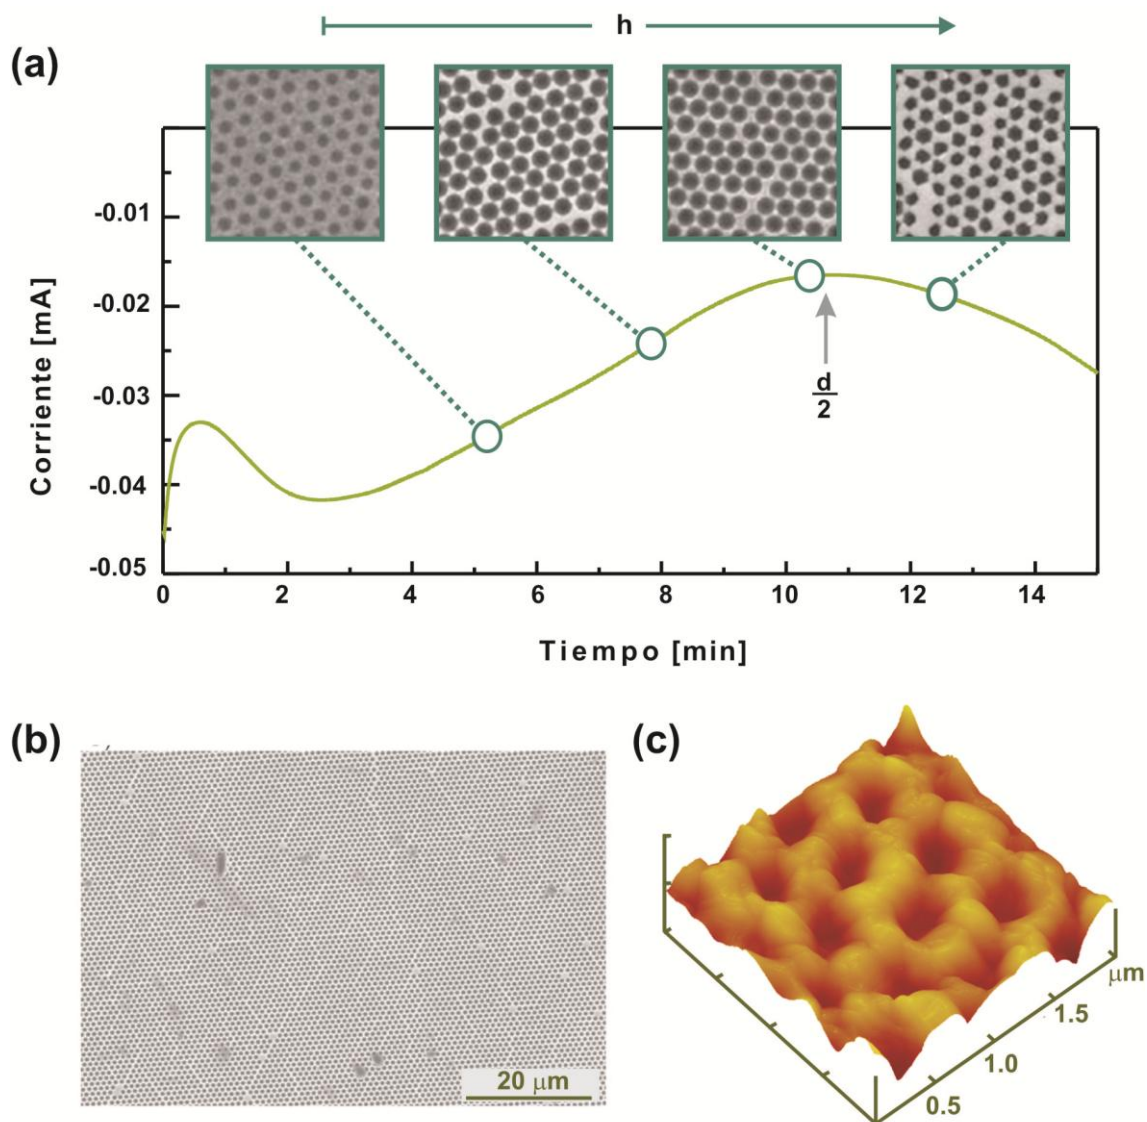 h
(a)
-0.01
-0.02
-0.03
-0.04
-0.05
Corriente [mA]
d
2
0 2 4 6 8 10 12 14
Tiempo [min]
(b)
20 μm
(c)
μm
1.5
1.0
0.5